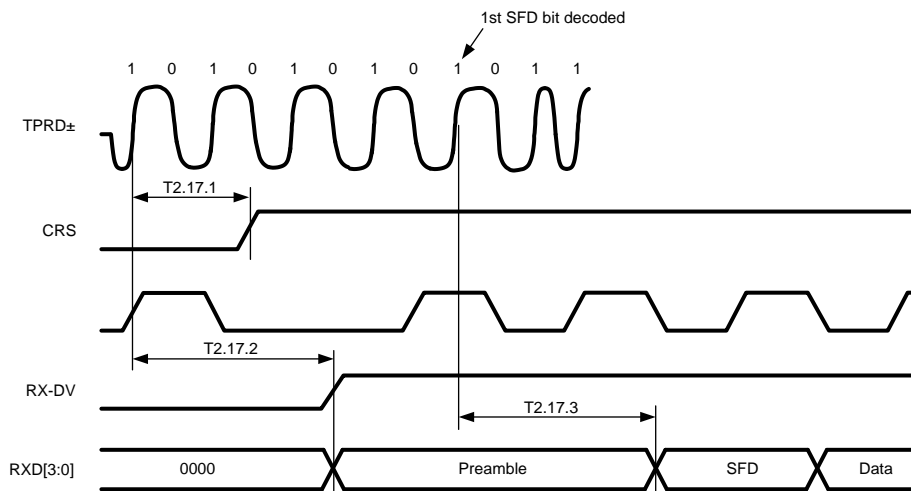 1st SFD bit decoded
1 0 1 0 1 0 1 0 1 0 1 1
TPRD±
T2.17.1
CRS
T2.17.2
RX-DV
T2.17.3
RXD[3:0] 0000 Preamble SFD Data